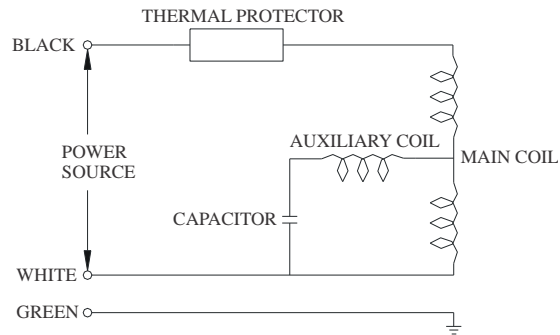 THERMAL PROTECTOR
BLACK
AUXILIARY COIL
POWER
SOURCE
MAIN COIL
CAPACITOR
WHITE
GREEN